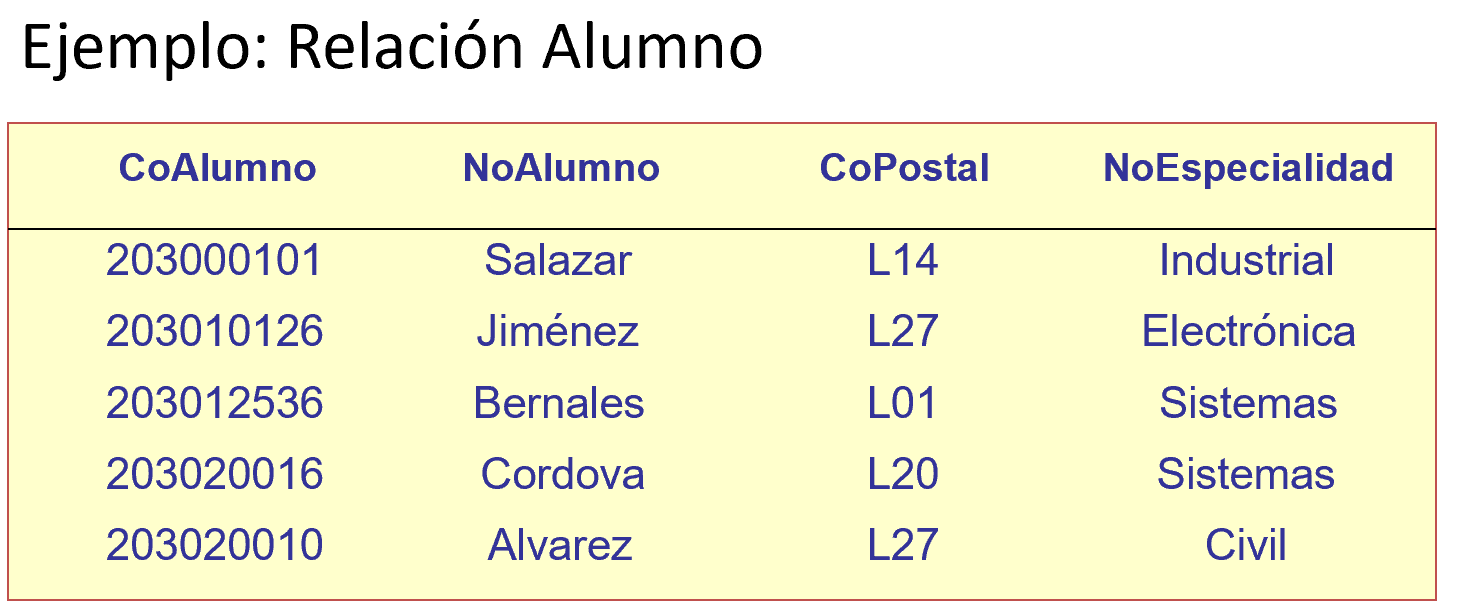 Ejemplo: Relación Alumno
CoAlumno NoAlumno CoPostal NoEspecialidad
203000101 Salazar L14 Industrial
203010126 Jiménez L27 Electrónica
203012536 Bernales L01 Sistemas
203020016 Cordova L20 Sistemas
203020010 Alvarez L27 Civil